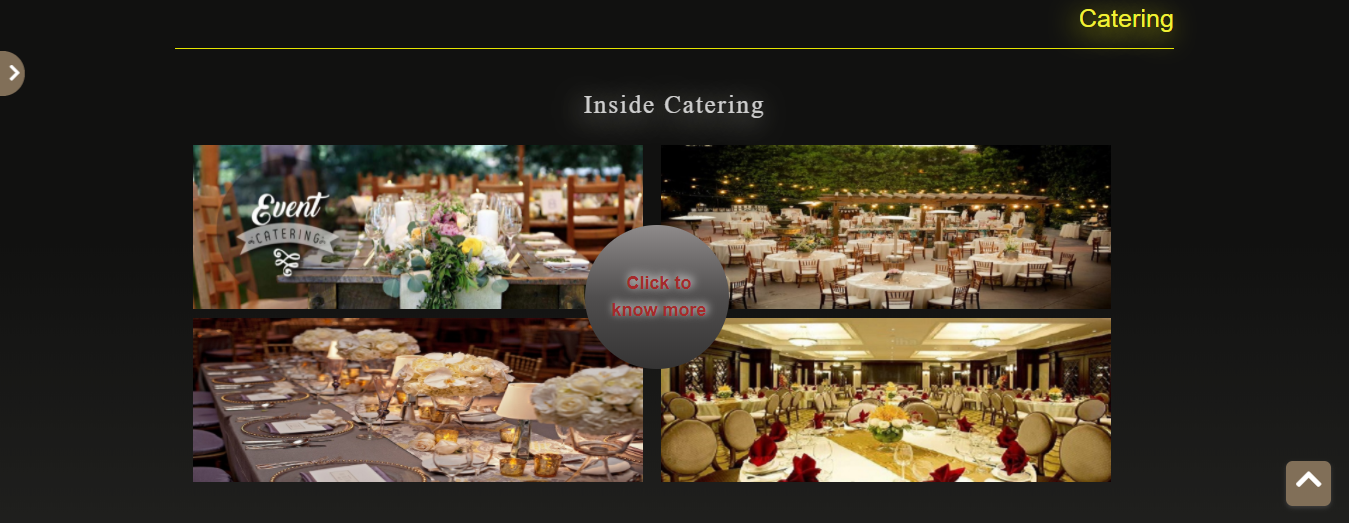 Catering
Inside Catering
Event
CATERING
Click to
know more